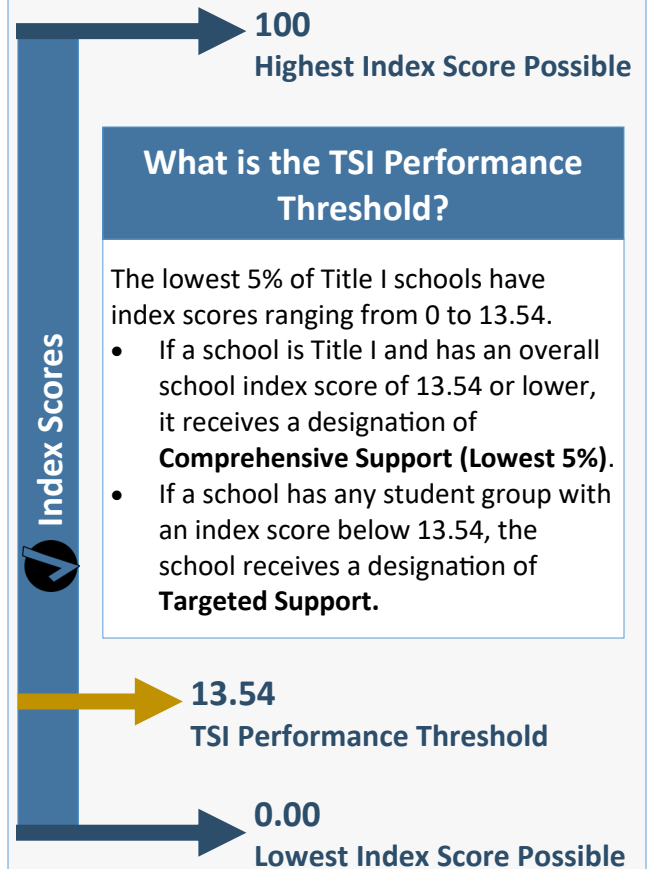 100
Highest Index Score Possible
What is the TSI Performance
Threshold?
The lowest 5% of Title I schools have
index scores ranging from 0 to 13.54.
• If a school is Title I and has an overall
school index score of 13.54 or lower,
it receives a designation of
Comprehensive Support (Lowest 5%).
• If a school has any student group with
an index score below 13.54, the
school receives a designation of
Targeted Support.
Index Scores
13.54
TSI Performance Threshold
0.00
Lowest Index Score Possible